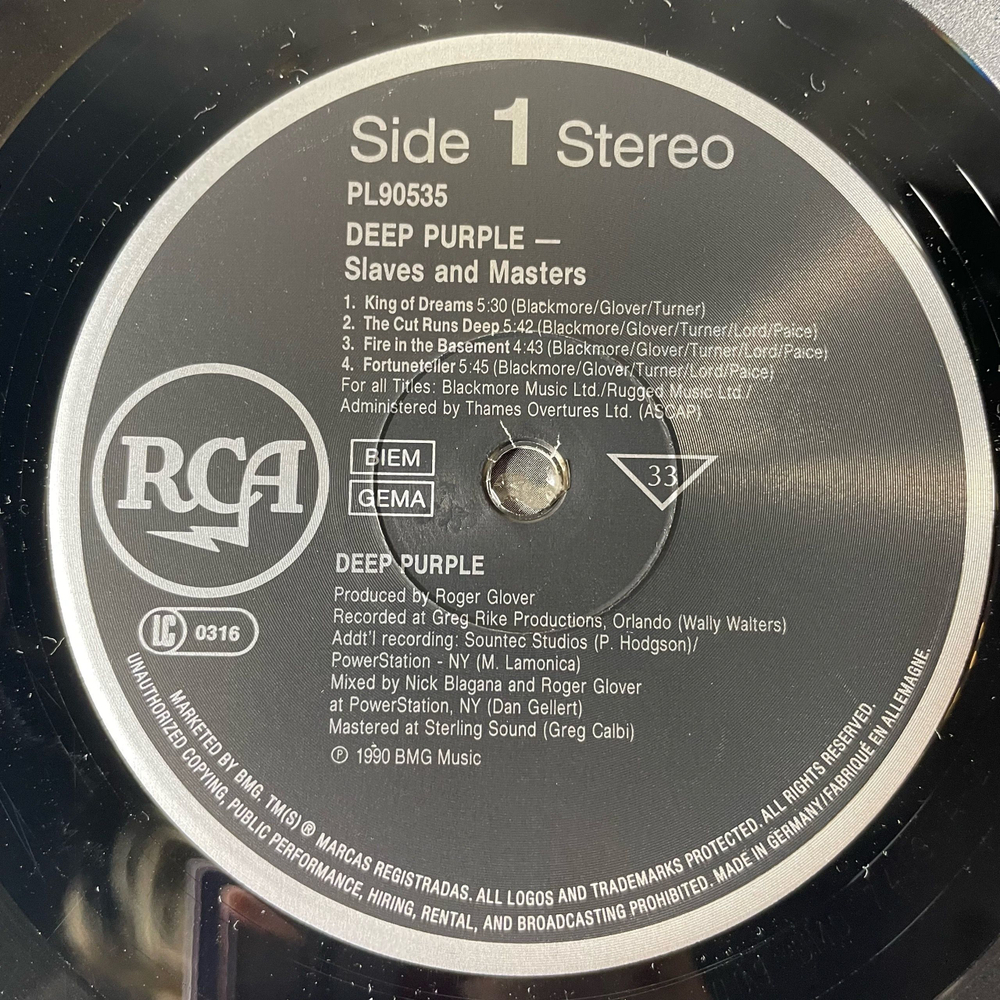 Side 1 Stereo
PL90535
DEEP PURPLE —
Slaves and Masters
1. King of Dreams 5:30 (Blackmore/Glover/Turner)
2. The Cut Runs Deep 5:42 (Blackmore/Glover/Turner/Lord/Paice)
3. Fire in the Basement 4:43 (Blackmore/Glover/Turner/Lord/Paice)
4. Fortuneteller 5:45 (Blackmore/Glover/Turner/Lord/Paice)
For all Titles: Blackmore Music Ltd./Rugged Music Ltd./
Administered by Thames Overtures Ltd. (ASCAP)
RCA
BIEM
GEMA
33
DEEP PURPLE
Produced by Roger Glover
Recorded at Greg Rike Productions, Orlando (Wally Walters)
Addt'l recording: Sountec Studios (P. Hodgson)/
PowerStation - NY (M. Lamonica)
Mixed by Nick Blagana and Roger Glover
at PowerStation, NY (Dan Gellert)
Mastered at Sterling Sound (Greg Calbi)
℗ 1990 BMG Music
LC 0316
MARKETED BY BMG. TM(S) ® MARCAS REGISTRADAS. ALL LOGOS AND TRADEMARKS PROTECTED. ALL RIGHTS RESERVED.
UNAUTHORIZED COPYING, PUBLIC PERFORMANCE, HIRING, RENTAL, AND BROADCASTING PROHIBITED. MADE IN GERMANY/FABRIQUÉ EN ALLEMAGNE.